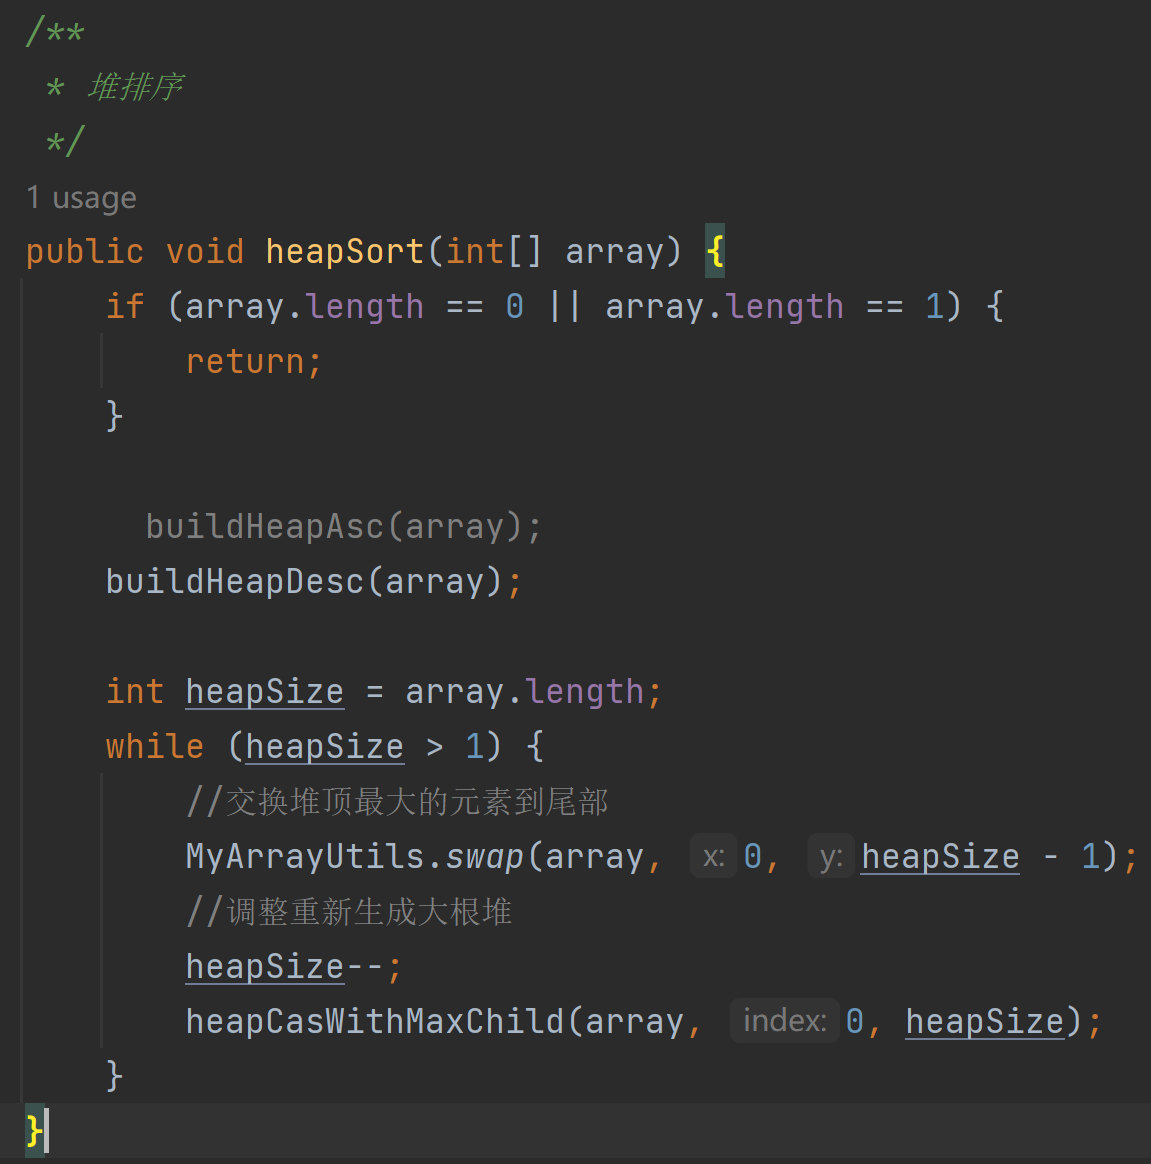 /**
 * 堆排序
 */
1 usage
public void heapSort(int[] array) {
    if (array.length == 0 || array.length == 1) {
        return;
    }
      buildHeapAsc(array);
    buildHeapDesc(array);
    int heapSize = array.length;
    while (heapSize > 1) {
        //交换堆顶最大的元素到尾部
        MyArrayUtils.swap(array, x: 0, y: heapSize - 1);
        //调整重新生成大根堆
        heapSize--;
        heapCasWithMaxChild(array, index: 0, heapSize);
    }
}